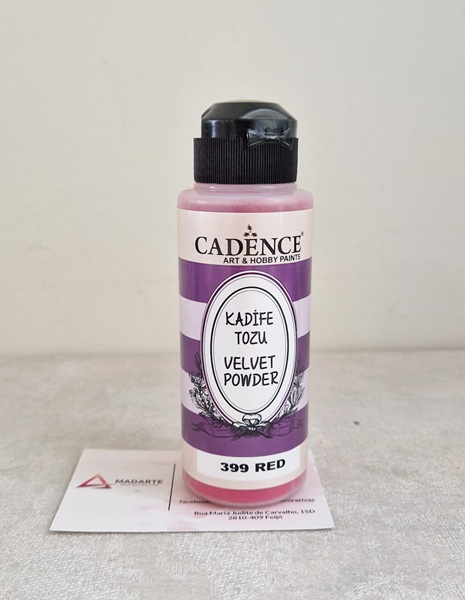 CADENCE®
ART & HOBBY PAINTS
KADİFE
TOZU
VELVET
POWDER
399 RED
MADARTE
facebook
Rua Maria Judite de Carvalho, 15D
2810-409 Feijó